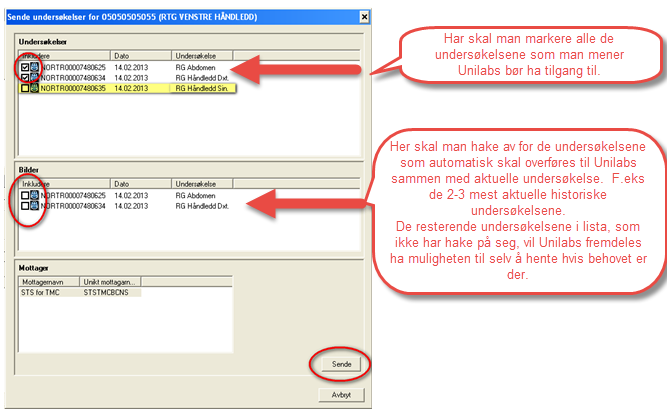 Sende undersøkelser for 05050505055 (RTG VENSTRE HÅNDLEDD)
Undersøkelser
Inkludere Dato Undersøkelse
NORTR00007480625 14.02.2013 RG Abdomen
NORTR00007480634 14.02.2013 RG Håndledd Dxt.
NORTR00007480635 14.02.2013 RG Håndledd Sin.
Har skal man markere alle de
undersøkelsene som man mener
Unilabs bør ha tilgang til.
Bilder
Inkludere Dato Undersøkelse
NORTR00007480625 14.02.2013 RG Abdomen
NORTR00007480634 14.02.2013 RG Håndledd Dxt.
Her skal man hake av for de undersøkelsene
som automatisk skal overføres til Unilabs
sammen med aktuelle undersøkelse. F.eks
de 2-3 mest aktuelle historiske
undersøkelsene.
De resterende undersøkelsene i lista, som
ikke har hake på seg, vil Unilabs fremdeles
ha muligheten til selv å hente hvis behovet er
der.
Mottager
Mottagernavn Unikt mottagarn...
STS for TMC STSTMCBCNS
Sende
Avbryt